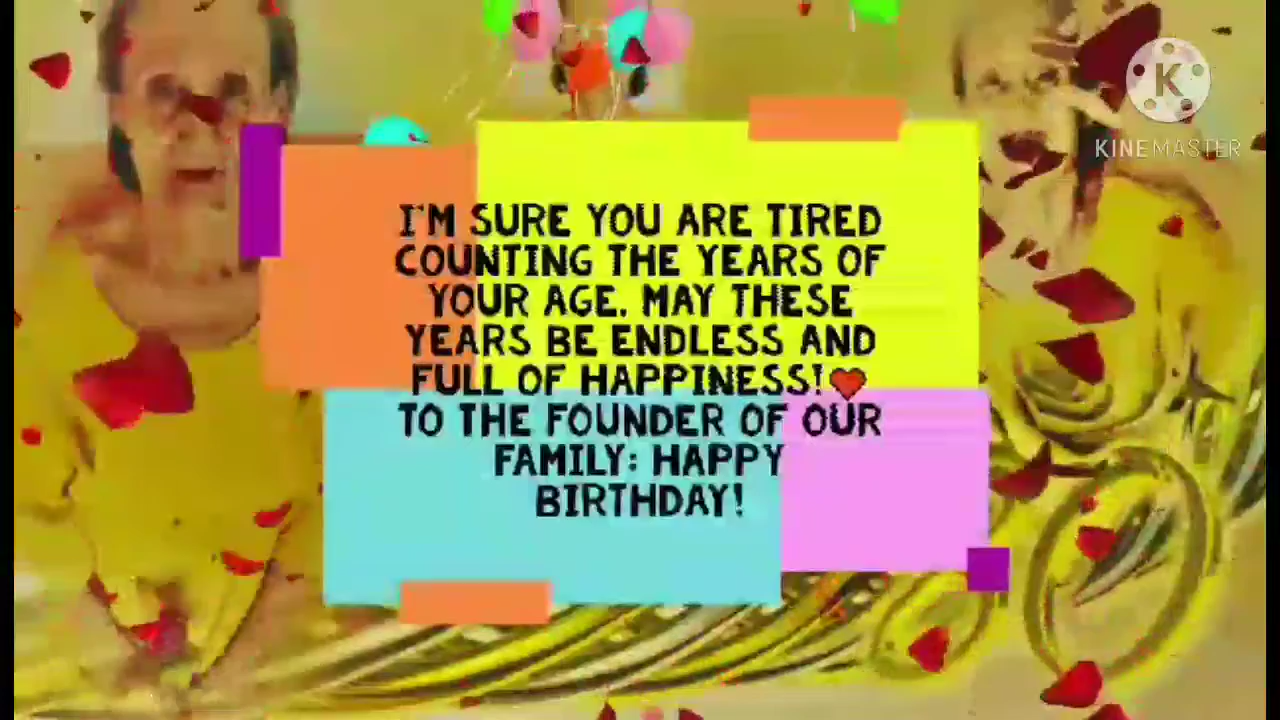 K
KINEMASTER
I'M SURE YOU ARE TIRED
COUNTING THE YEARS OF
YOUR AGE. MAY THESE
YEARS BE ENDLESS AND
FULL OF HAPPINESS!❤
TO THE FOUNDER OF OUR
FAMILY: HAPPY
BIRTHDAY!